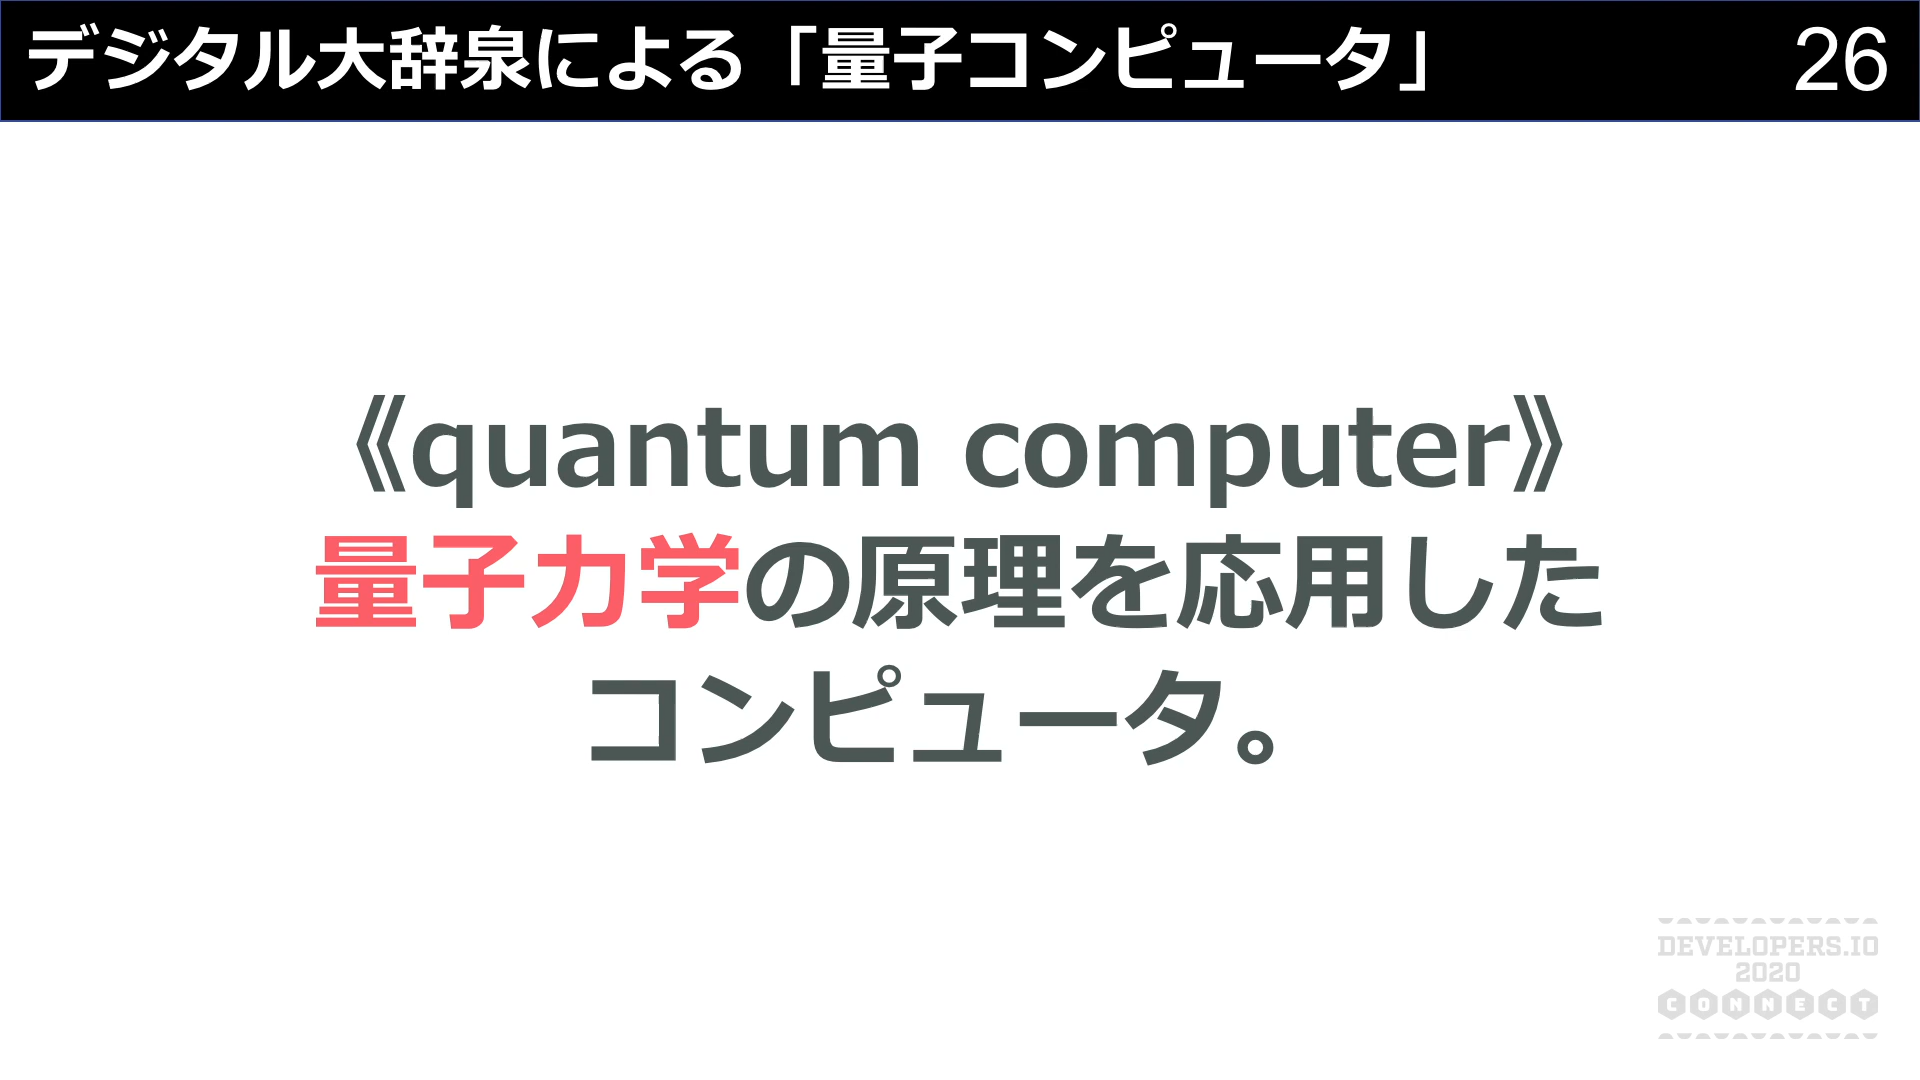 デジタル大辞泉による「量子コンピュータ」
26
《quantum computer》
量子力学の原理を応用した
コンピュータ。
DEVELOPERS.IO
2020
CONNECT